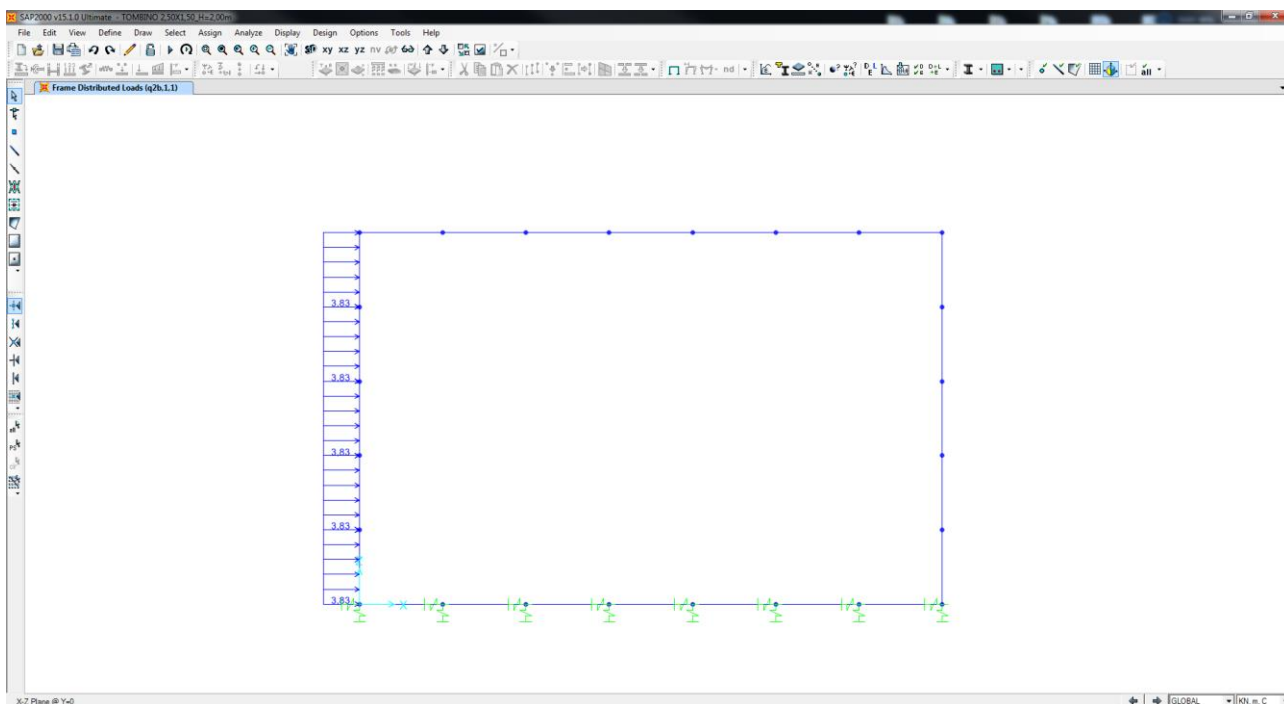 SAP2000 v15.1.0 Ultimate - TOMBINO 2,50X1,50_H=2,00m
File Edit View Define Draw Select Assign Analyze Display Design Options Tools Help
xy xz yz nv
nd
all
Frame Distributed Loads (q2b,1,1)
3,83
3,83
3,83
3,83
3,83
X
X-Z Plane @ Y=0
GLOBAL
KN, m, C